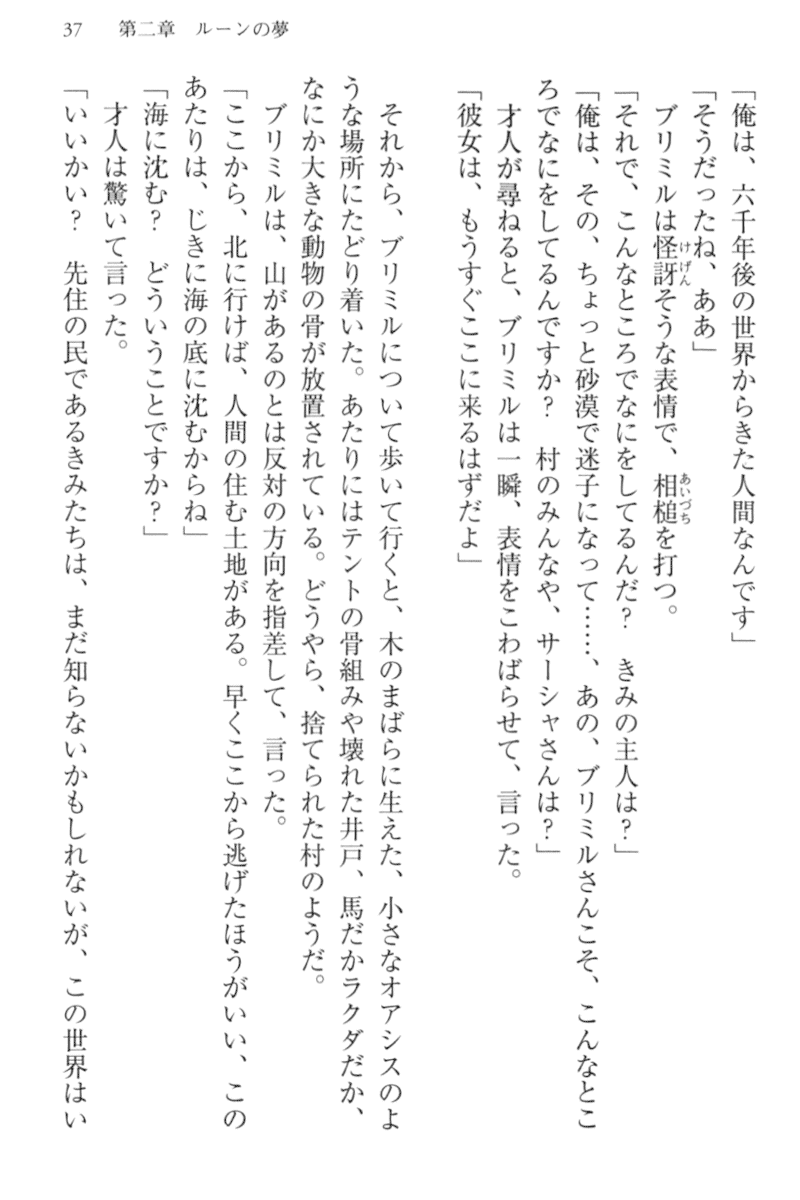 37　第二章　ルーンの夢
「俺は、六千年後の世界からきた人間なんです」
「そうだったね、ああ」
　ブリミルは怪訝そうな表情で、相槌を打つ。
けげん
あいづち
「それで、こんなところでなにをしてるんだ？　きみの主人は？」
「俺は、その、ちょっと砂漠で迷子になって……、あの、ブリミルさんこそ、こんなとこ
ろでなにをしてるんですか？　村のみんなや、サーシャさんは？」
　才人が尋ねると、ブリミルは一瞬、表情をこわばらせて、言った。
「彼女は、もうすぐここに来るはずだよ」
　それから、ブリミルについて歩いて行くと、木のまばらに生えた、小さなオアシスのよ
うな場所にたどり着いた。あたりにはテントの骨組みや壊れた井戸、馬だかラクダだか、
なにか大きな動物の骨が放置されている。どうやら、捨てられた村のようだ。
　ブリミルは、山があるのとは反対の方向を指差して、言った。
「ここから、北に行けば、人間の住む土地がある。早くここから逃げたほうがいい、この
あたりは、じきに海の底に沈むからね」
「海に沈む？　どういうことですか？」
　才人は驚いて言った。
「いいかい？　先住の民であるきみたちは、まだ知らないかもしれないが、この世界はい